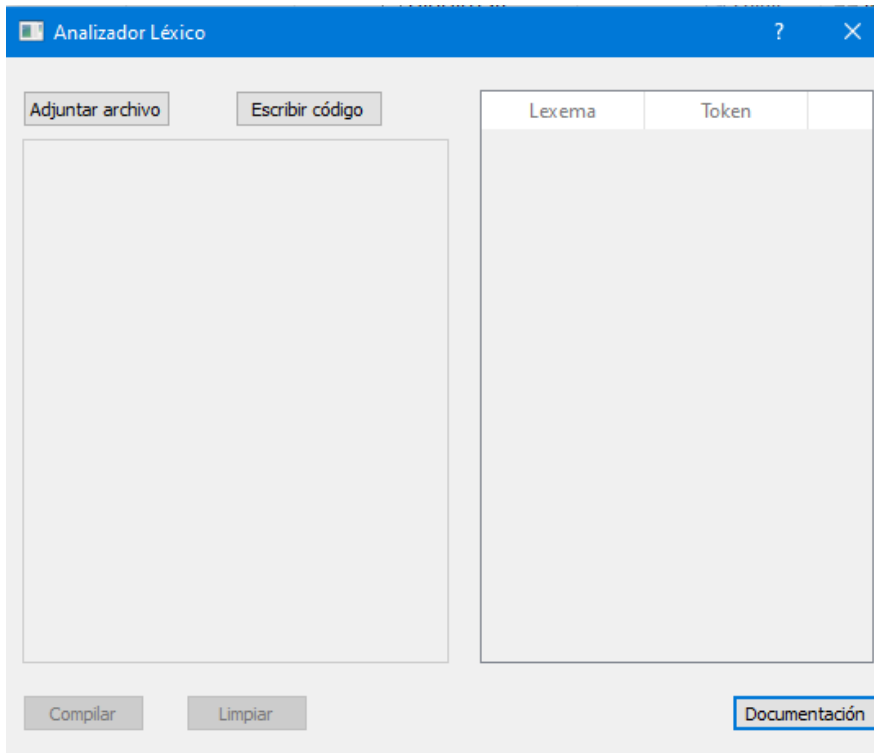 Analizador Léxico ?
Adjuntar archivo Escribir código Lexema Token
Compilar Limpiar Documentación